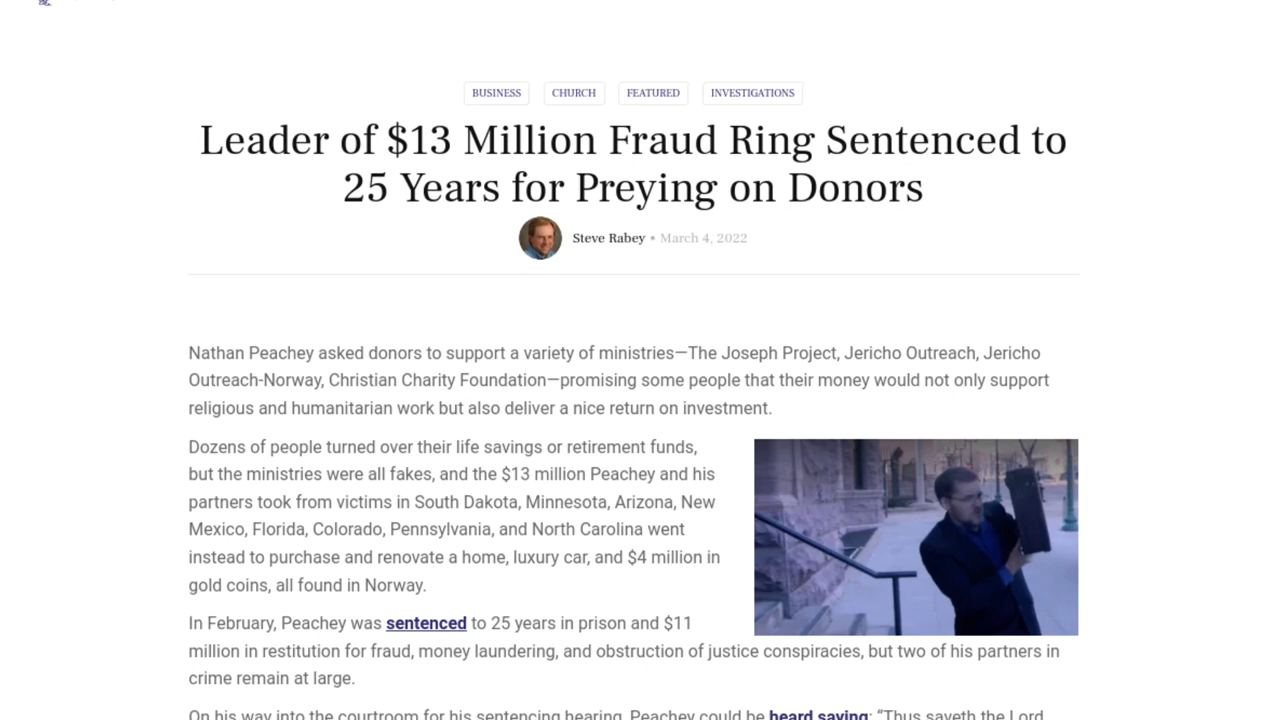 BUSINESS CHURCH FEATURED INVESTIGATIONS
Leader of $13 Million Fraud Ring Sentenced to
25 Years for Preying on Donors
Steve Rabey • March 4, 2022
Nathan Peachey asked donors to support a variety of ministries—The Joseph Project, Jericho Outreach, Jericho
Outreach-Norway, Christian Charity Foundation—promising some people that their money would not only support
religious and humanitarian work but also deliver a nice return on investment.
Dozens of people turned over their life savings or retirement funds,
but the ministries were all fakes, and the $13 million Peachey and his
partners took from victims in South Dakota, Minnesota, Arizona, New
Mexico, Florida, Colorado, Pennsylvania, and North Carolina went
instead to purchase and renovate a home, luxury car, and $4 million in
gold coins, all found in Norway.
In February, Peachey was sentenced to 25 years in prison and $11
million in restitution for fraud, money laundering, and obstruction of justice conspiracies, but two of his partners in
crime remain at large.
On his way into the courtroom for his sentencing hearing, Peachey could be heard saying: “Thus saveth the Lord